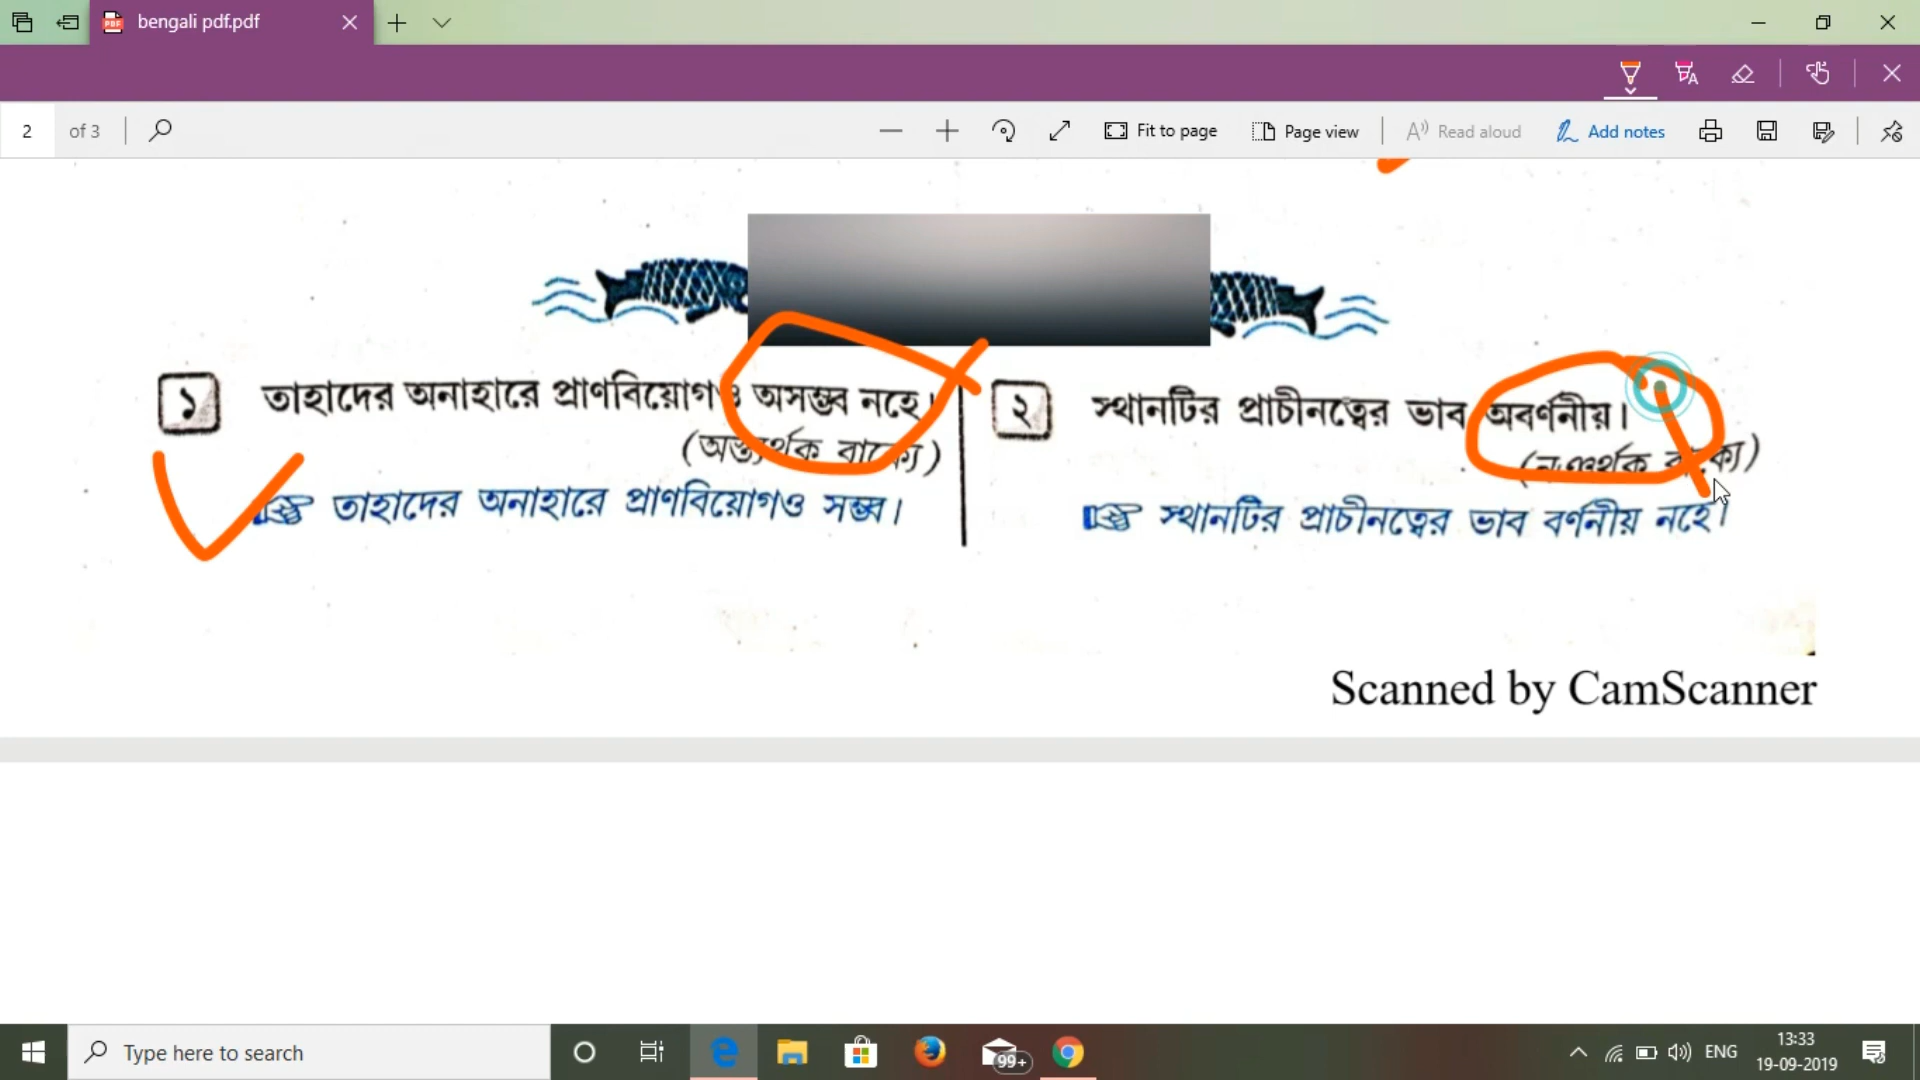 bengali pdf.pdf
2 of 3 Fit to page Page view Read aloud Add notes
১ তাহাদের অনাহারে প্রাণবিয়োগও অসম্ভব নহে।
(অস্ত্যর্থক বাক্যে)
তাহাদের অনাহারে প্রাণবিয়োগও সম্ভব।
২ স্থানটির প্রাচীনত্বের ভাব অবর্ণনীয়।
(নঞর্থক বাক্যে)
স্থানটির প্রাচীনত্বের ভাব বর্ণনীয় নহে।
Scanned by CamScanner
Type here to search
99+
ENG
13:33
19-09-2019